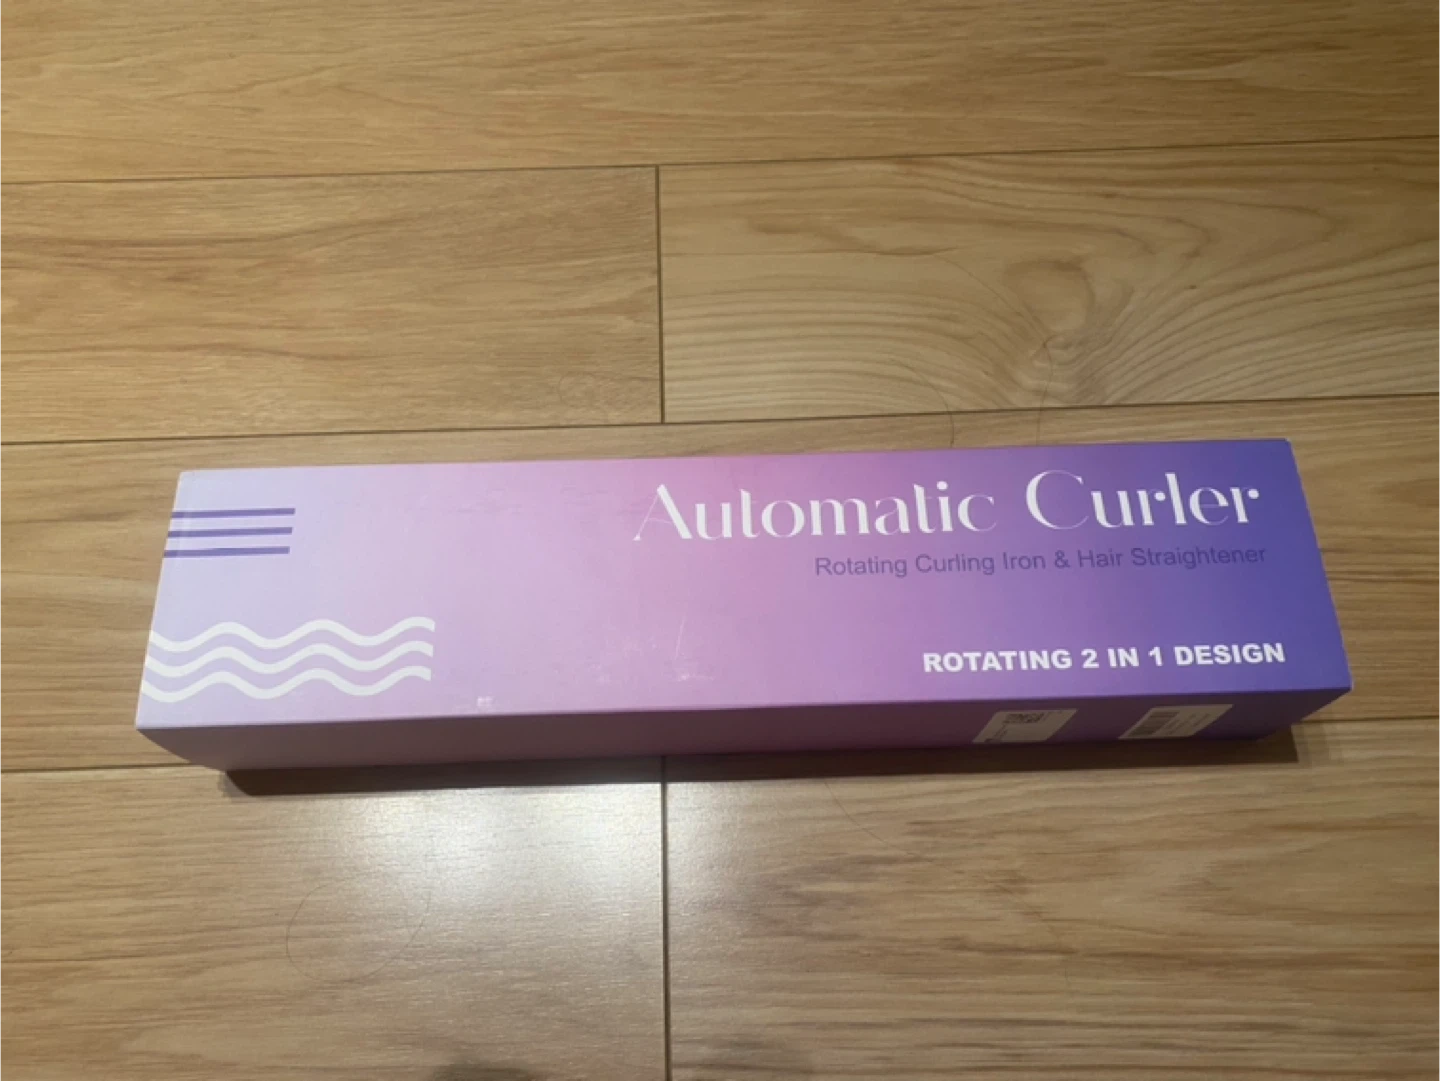 Automatic Curler
Rotating Curling Iron & Hair Straightener
ROTATING 2 IN 1 DESIGN